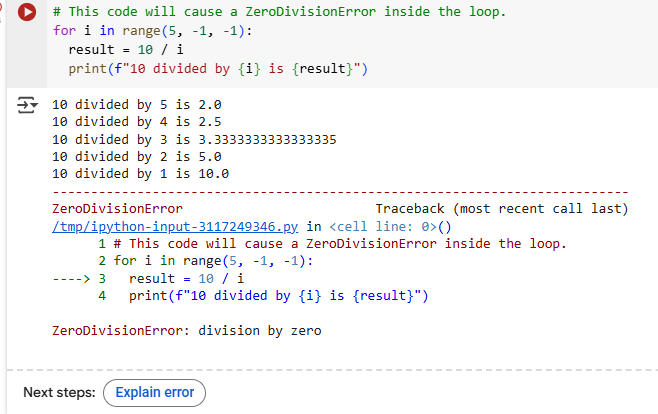 # This code will cause a ZeroDivisionError inside the loop.
for i in range(5, -1, -1):
  result = 10 / i
  print(f"10 divided by {i} is {result}")
10 divided by 5 is 2.0
10 divided by 4 is 2.5
10 divided by 3 is 3.3333333333333335
10 divided by 2 is 5.0
10 divided by 1 is 10.0
---------------------------------------------------------------------------
ZeroDivisionError                         Traceback (most recent call last)
/tmp/ipython-input-3117249346.py in <cell line: 0>()
      1 # This code will cause a ZeroDivisionError inside the loop.
      2 for i in range(5, -1, -1):
----> 3   result = 10 / i
      4   print(f"10 divided by {i} is {result}")
ZeroDivisionError: division by zero
Next steps: Explain error